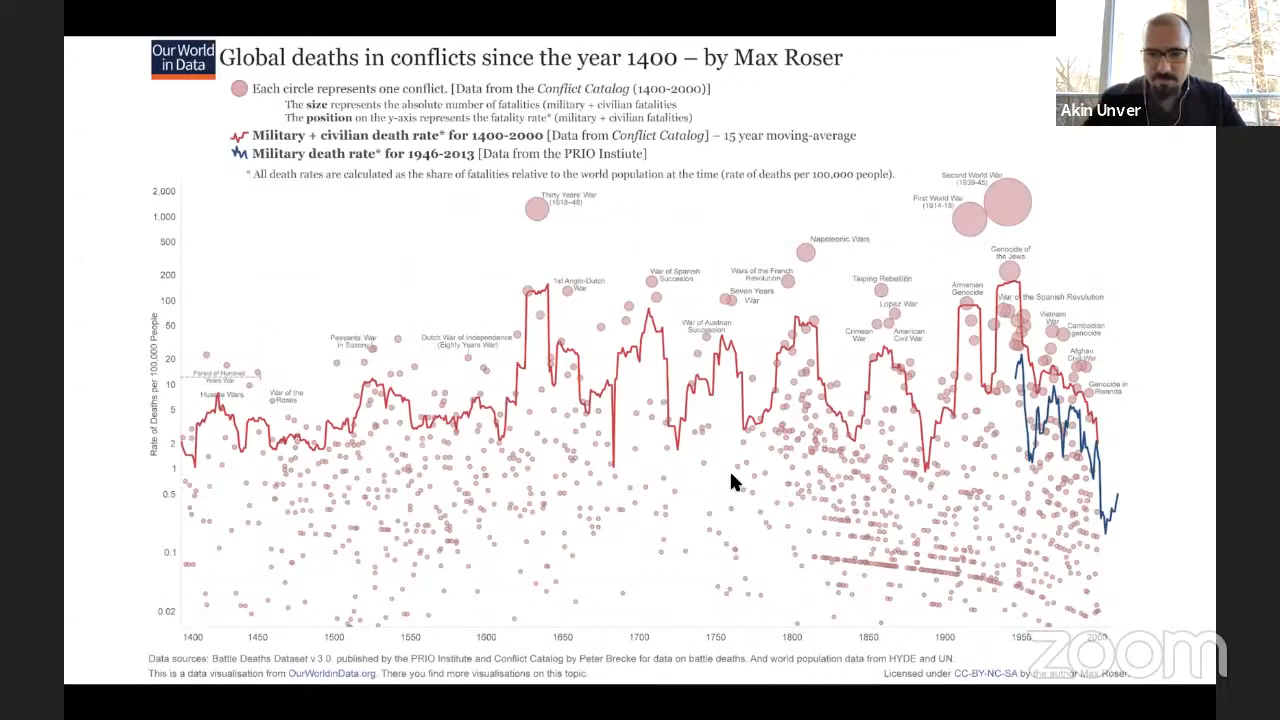 Our World
in Data
Global deaths in conflicts since the year 1400 – by Max Roser
Each circle represents one conflict. [Data from the Conflict Catalog (1400-2000)]
The size represents the absolute number of fatalities (military + civilian fatalities
The position on the y-axis represents the fatality rate* (military + civilian fatalities)
Military + civilian death rate* for 1400-2000 [Data from Conflict Catalog] – 15 year moving-average
Military death rate* for 1946-2013 [Data from the PRIO Instiute]
* All death rates are calculated as the share of fatalities relative to the world population at the time (rate of deaths per 100,000 people).
Akin Unver
Rate of Deaths per 100,000 People
2,000
1,000
500
200
100
50
20
10
5
2
1
0.5
0.1
0.02
Second World War
(1939-45)
First World War
(1914-18)
Thirty Years' War
(1618–48)
Napoleonic Wars
Genocide of
the Jews
1st Anglo-Dutch
War
War of Spanish
Succesion
Wars of the French
Revolution
Seven Years
War
Taiping Rebellion
Armenian
Genocide
War of the Spanish Revolution
Lopez War
War of Austrian
Succession
Crimean
War
American
Civil War
Vietnam
War
Cambodian
genocide
Peasants' War
in Saxony
Dutch War of Independence
(Eighty Years War)
Afghan
Civil War
Period of Hundred
Years War
Genocide in
Rwanda
Wars
War of the
Roses
1400
1450
1500
1550
1600
1650
1700
1750
1800
1850
1900
1950
2000
zoom
Data sources: Battle Deaths Dataset v 3.0. published by the PRIO Institute and Conflict Catalog by Peter Brecke for data on battle deaths. And world population data from HYDE and UN.
This is a data visualisation from OurWorldinData.org. There you find more visualisations on this topic.
Licensed under CC-BY-NC-SA by the author Max Roser.